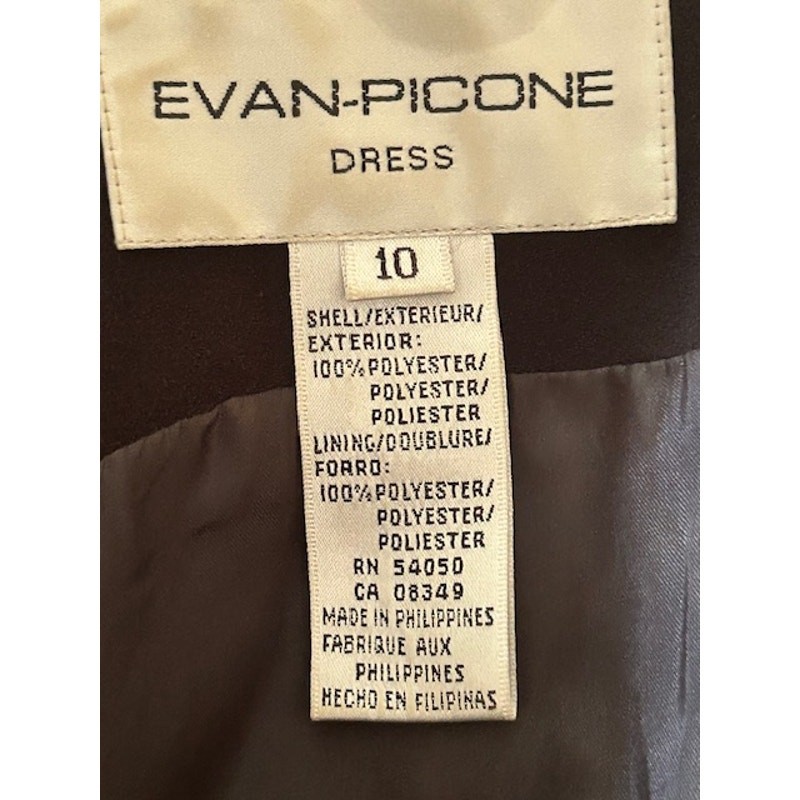 EVAN-PICONE
DRESS
10
SHELL/EXTERIEUR/
EXTERIOR:
100%POLYESTER/
POLYESTER/
POLIESTER
LINING/DOUBLURE/
FORRO:
100%POLYESTER/
POLYESTER/
POLIESTER
RN 54050
CA 08349
MADE IN PHILIPPINES
FABRIQUE AUX
PHILIPPINES
HECHO EN FILIPINAS